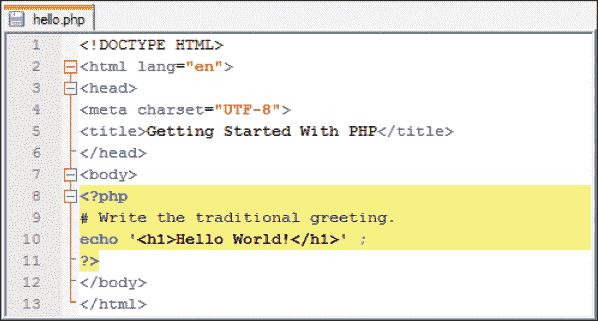 hello.php
1 <!DOCTYPE HTML>
2 <html lang="en">
3 <head>
4 <meta charset="UTF-8">
5 <title>Getting Started With PHP</title>
6 </head>
7 <body>
8 <?php
9 # Write the traditional greeting.
10 echo '<h1>Hello World!</h1>' ;
11 ?>
12 </body>
13 </html>